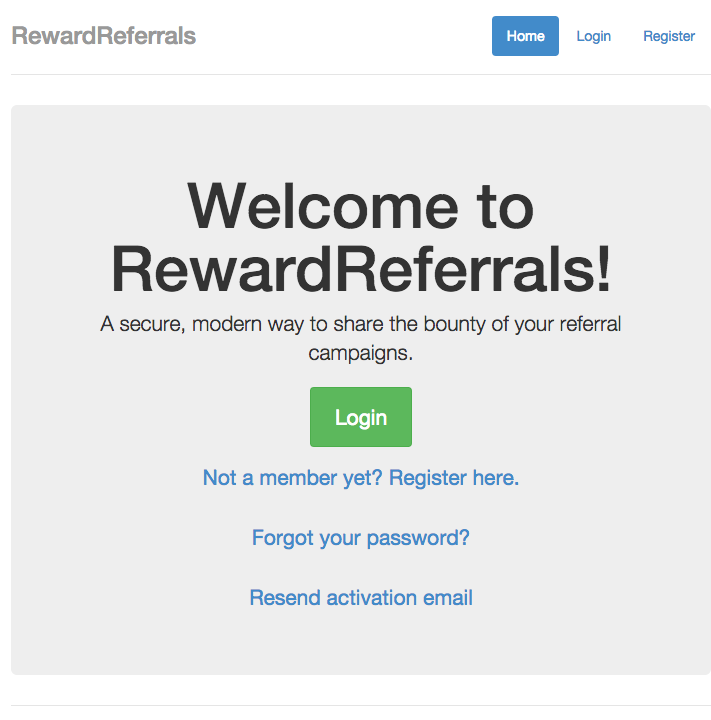 RewardReferrals
Home
Login
Register
Welcome to
RewardReferrals!
A secure, modern way to share the bounty of your referral
campaigns.
Login
Not a member yet? Register here.
Forgot your password?
Resend activation email